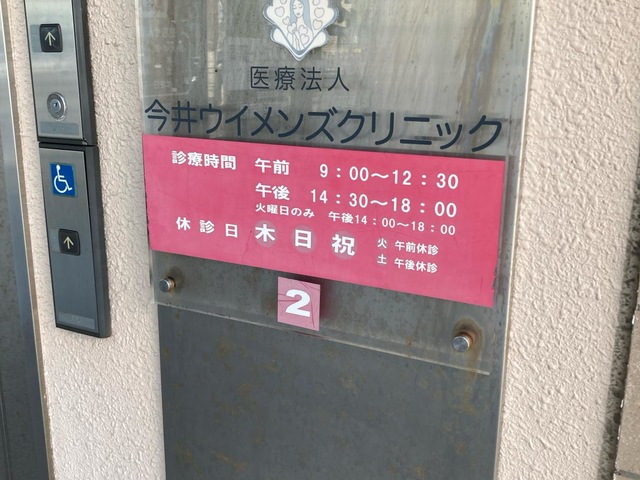 医療法人
今井ウイメンズクリニック
診療時間 午前 9:00～12:30
午後 14:30～18:00
火曜日のみ 午後14:00～18:00
休診日 木 日 祝
火 午前休診
土 午後休診
2